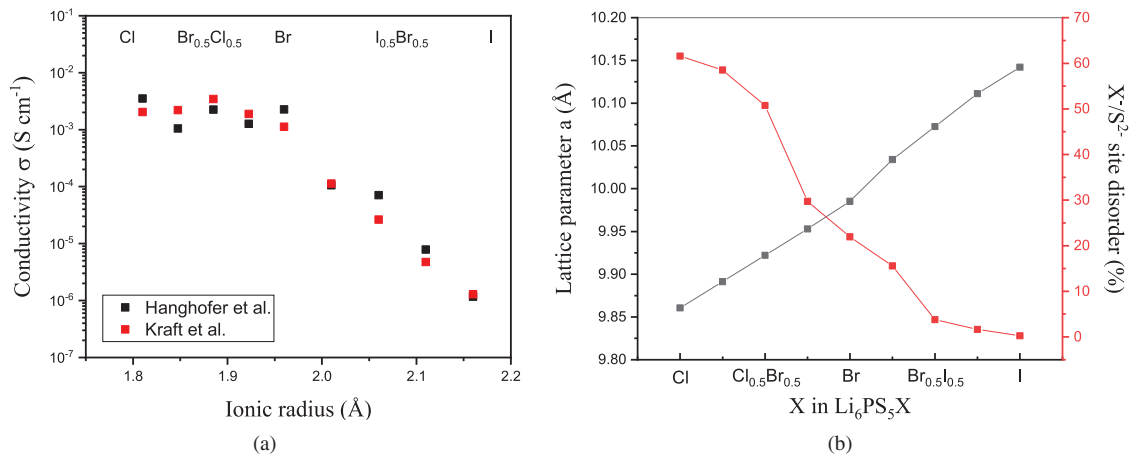 10⁻¹
10⁻²
10⁻³
10⁻⁴
10⁻⁵
10⁻⁶
10⁻⁷
Conductivity σ (S cm⁻¹)
Cl Br₀.₅Cl₀.₅ Br I₀.₅Br₀.₅ I
Hanghofer et al.
Kraft et al.
1.8 1.9 2.0 2.1 2.2
Ionic radius (Å)
(a)
10.20
10.15
10.10
10.05
10.00
9.95
9.90
9.85
9.80
Lattice parameter a (Å)
70
60
50
40
30
20
10
0
X⁻/S²⁻ site disorder (%)
Cl Cl₀.₅Br₀.₅ Br Br₀.₅I₀.₅ I
X in Li₆PS₅X
(b)